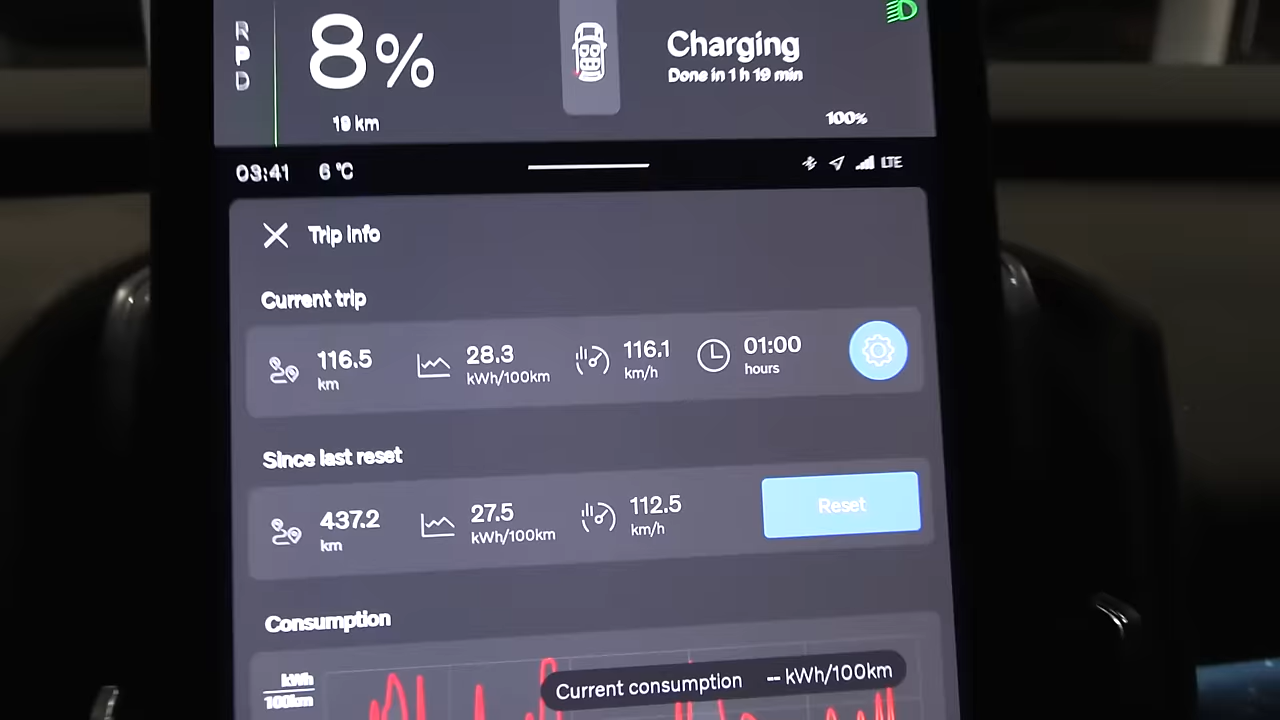 R
P
D
8%
19 km
Charging
Done in 1 h 19 min
100%
03:41 6 °C
LTE
Trip info
Current trip
116.5
km
28.3
kWh/100km
116.1
km/h
01:00
hours
Since last reset
437.2
km
27.5
kWh/100km
112.5
km/h
Reset
Consumption
kWh
100km
Current consumption -- kWh/100km